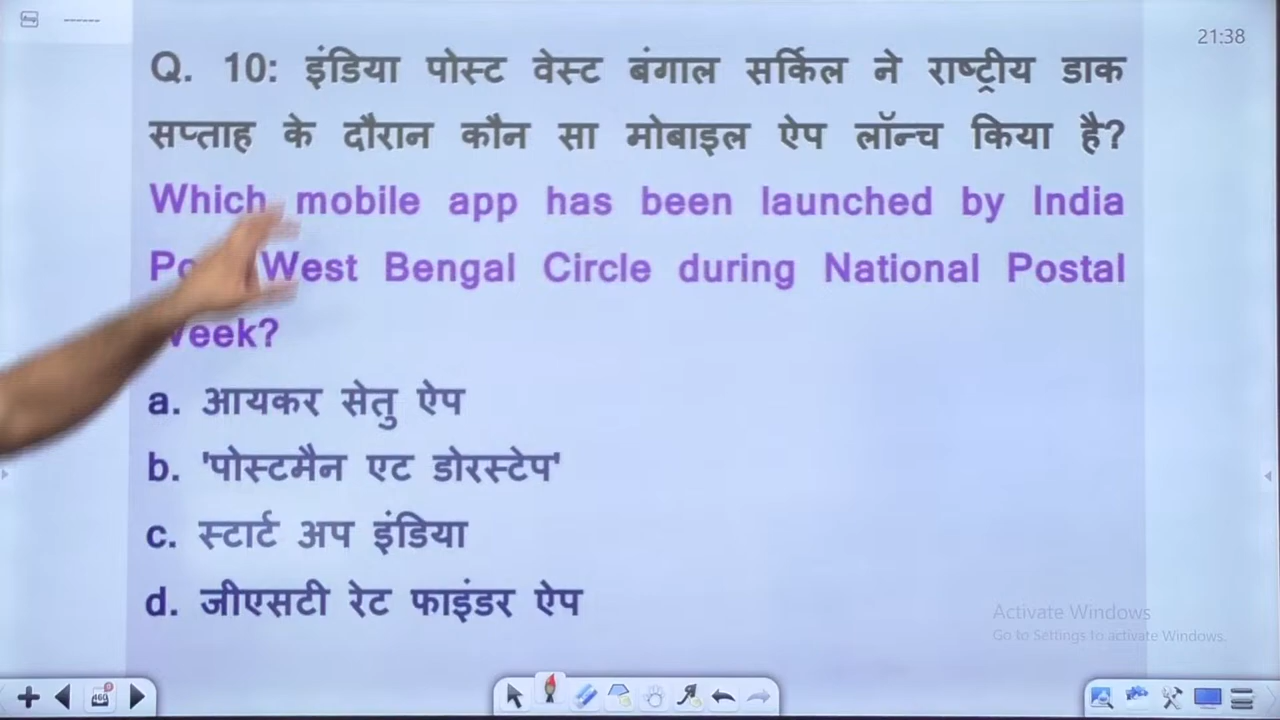 21:38
Q. 10: इंडिया पोस्ट वेस्ट बंगाल सर्किल ने राष्ट्रीय डाक
सप्ताह के दौरान कौन सा मोबाइल ऐप लॉन्च किया है?
Which mobile app has been launched by India
West Bengal Circle during National Postal
Week?
a. आयकर सेतु ऐप
b. 'पोस्टमैन एट डोरस्टेप'
c. स्टार्ट अप इंडिया
d. जीएसटी रेट फाइंडर ऐप
Activate Windows
Go to Settings to activate Windows.
460